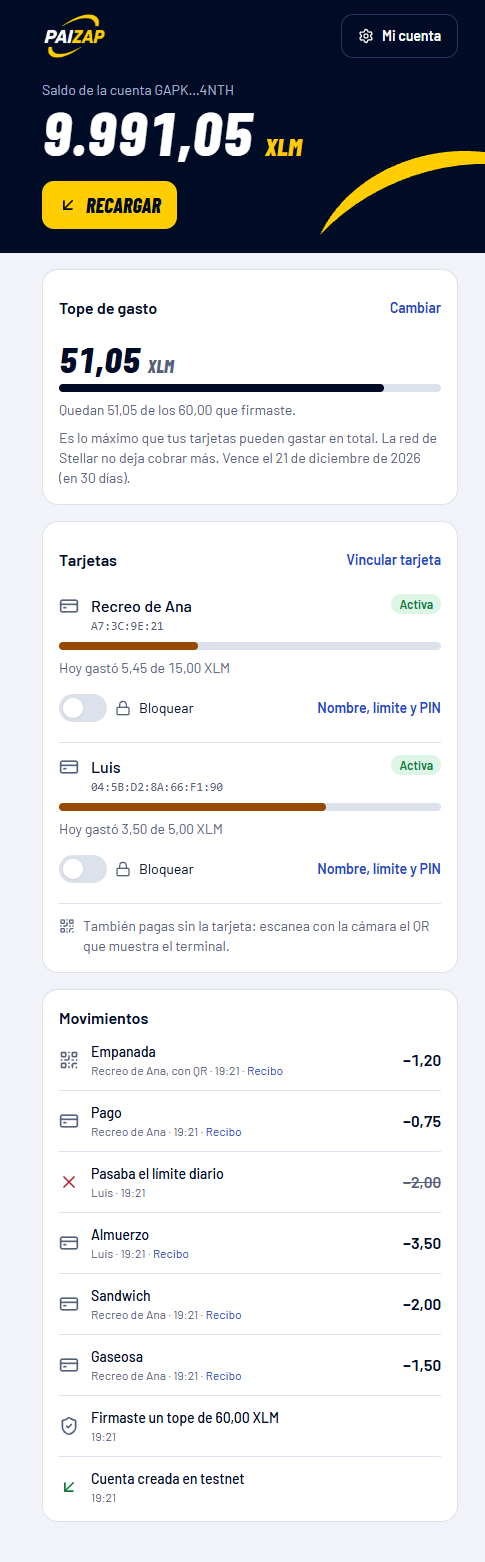 PAIZAP
Mi cuenta
Saldo de la cuenta GAPK...4NTH
9.991,05 XLM
RECARGAR
Tope de gasto
Cambiar
51,05 XLM
Quedan 51,05 de los 60,00 que firmaste.
Es lo máximo que tus tarjetas pueden gastar en total. La red de
Stellar no deja cobrar más. Vence el 21 de diciembre de 2026
(en 30 días).
Tarjetas
Vincular tarjeta
Recreo de Ana
Activa
A7:3C:9E:21
Hoy gastó 5,45 de 15,00 XLM
Bloquear
Nombre, límite y PIN
Luis
Activa
04:5B:D2:8A:66:F1:90
Hoy gastó 3,50 de 5,00 XLM
Bloquear
Nombre, límite y PIN
También pagas sin la tarjeta: escanea con la cámara el QR
que muestra el terminal.
Movimientos
Empanada
−1,20
Recreo de Ana, con QR · 19:21 · Recibo
Pago
−0,75
Recreo de Ana · 19:21 · Recibo
Pasaba el límite diario
−2,00
Luis · 19:21
Almuerzo
−3,50
Luis · 19:21 · Recibo
Sandwich
−2,00
Recreo de Ana · 19:21 · Recibo
Gaseosa
−1,50
Recreo de Ana · 19:21 · Recibo
Firmaste un tope de 60,00 XLM
19:21
Cuenta creada en testnet
19:21